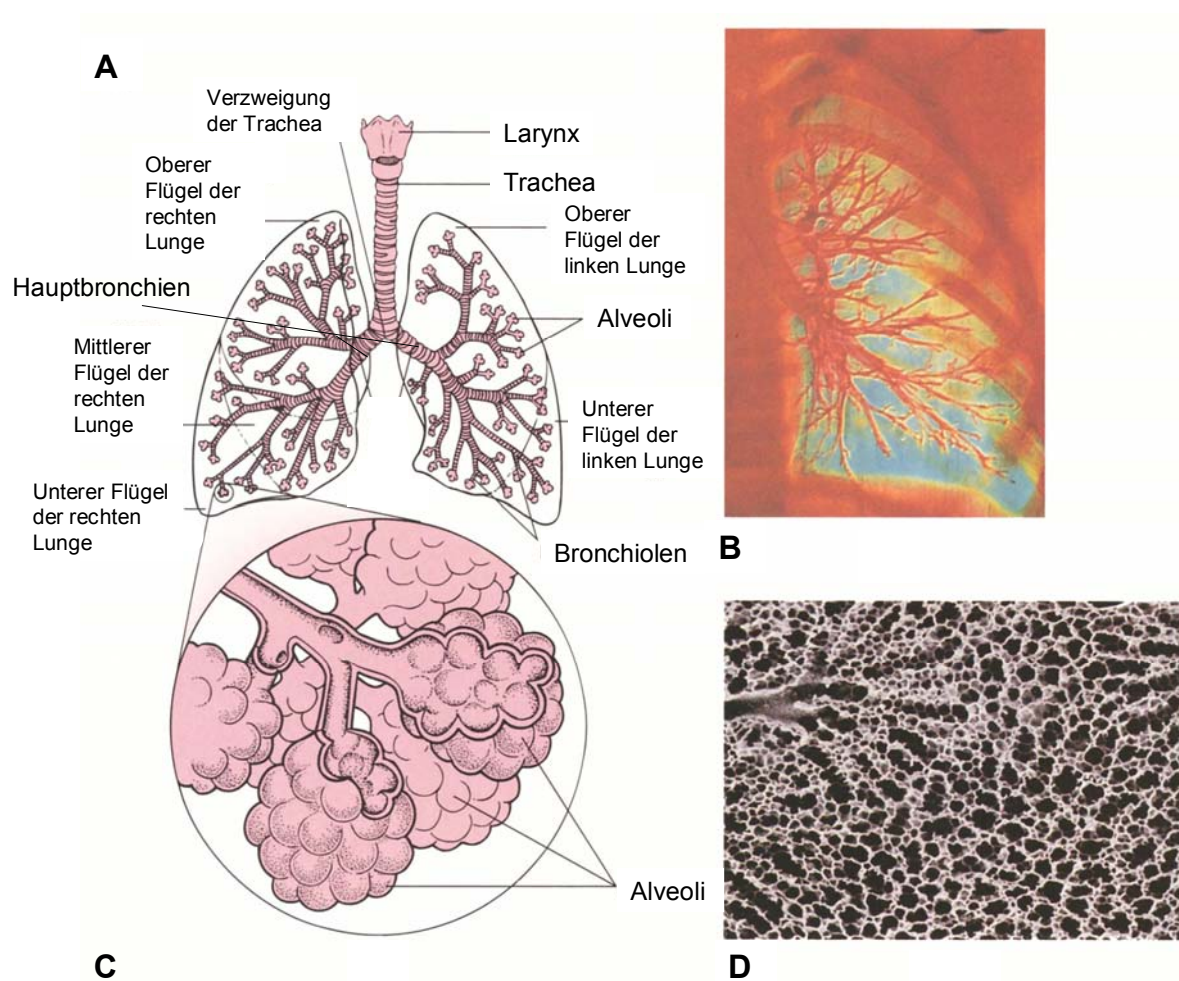 A
Verzweigung
der Trachea
Larynx
Oberer
Flügel der
rechten
Lunge
Trachea
Oberer
Flügel der
linken Lunge
Hauptbronchien
Alveoli
Mittlerer
Flügel der
rechten
Lunge
Unterer
Flügel der
linken Lunge
Unterer Flügel
der rechten
Lunge
Bronchiolen
B
Alveoli
C
D